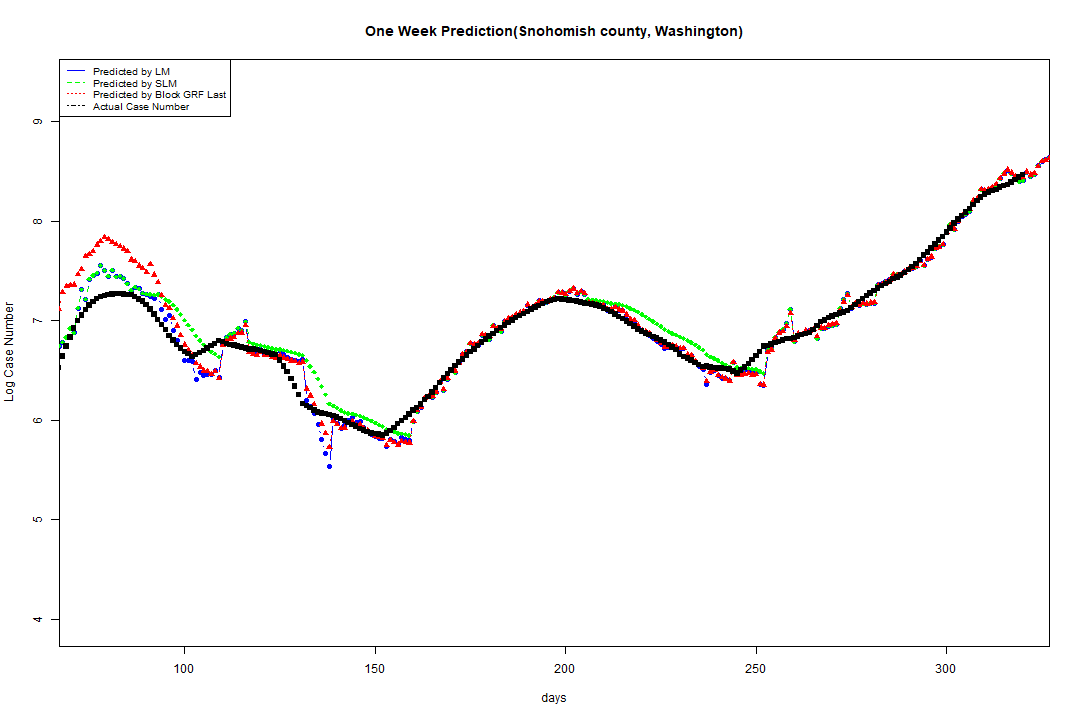 One Week Prediction(Snohomish county, Washington)
Predicted by LM
Predicted by SLM
Predicted by Block GRF Last
Actual Case Number
Log Case Number
9
8
7
6
5
4
100 150 200 250 300
days